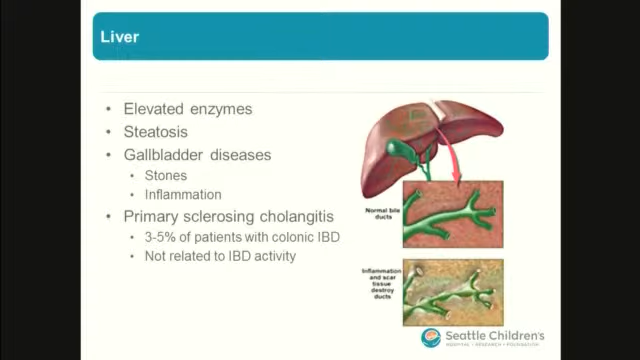 Liver
• Elevated enzymes
• Steatosis
• Gallbladder diseases
• Stones
• Inflammation
• Primary sclerosing cholangitis
• 3-5% of patients with colonic IBD
• Not related to IBD activity
Normal bile
ducts
Inflammation
and scar
tissue
destroy
ducts
Seattle Children's
HOSPITAL • RESEARCH • FOUNDATION